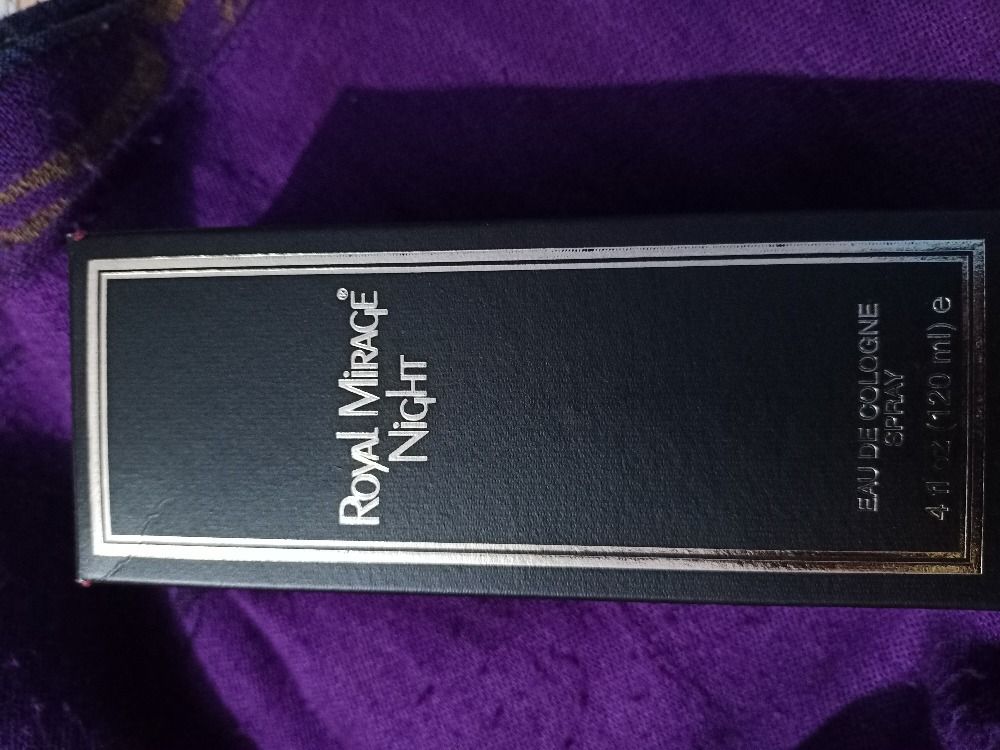 ROYAL MiRAGE®
NighT
EAU DE COLOGNE
SPRAY
4 fl oz (120 ml) e